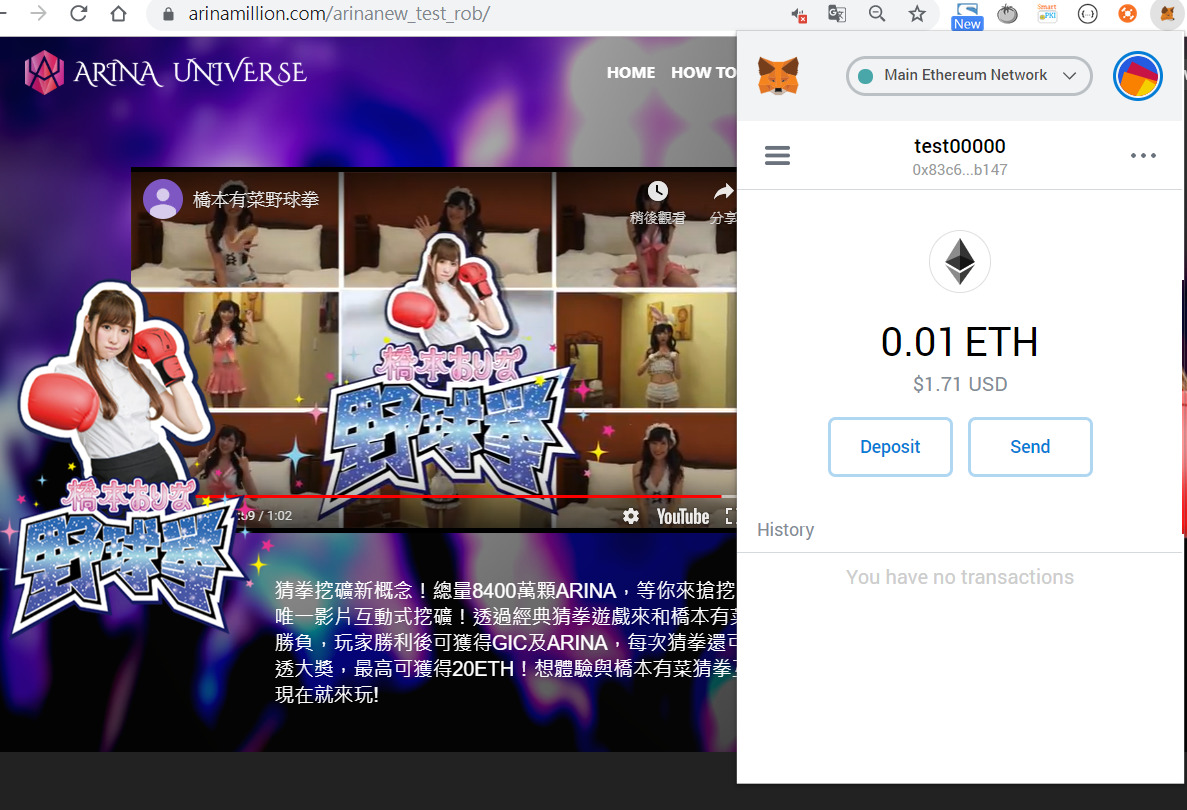 arinamillion.com/arinanew_test_rob/
New
Smart
PKI
ARINA UNIVERSE
HOME
HOW TO
Main Ethereum Network
test00000
0x83c6...b147
橋本有菜野球拳
稍後觀看
分享
橋本ありな
野球拳
橋本ありな
野球拳
:59 / 1:02
YouTube
0.01 ETH
$1.71 USD
Deposit
Send
History
You have no transactions
猜拳挖礦新概念！總量8400萬顆ARINA，等你來搶挖
唯一影片互動式挖礦！透過經典猜拳遊戲來和橋本有菜
勝負，玩家勝利後可獲得GIC及ARINA，每次猜拳還可
透大獎，最高可獲得20ETH！想體驗與橋本有菜猜拳互
現在就來玩!